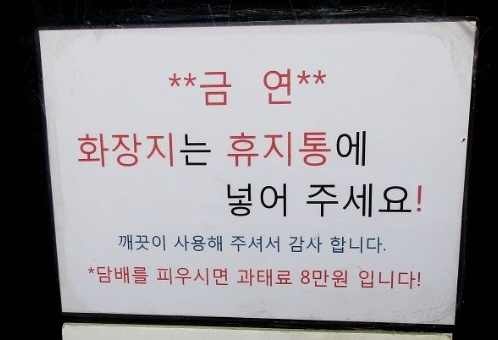 **금 연**
화장지는 휴지통에
넣어 주세요!
깨끗이 사용해 주셔서 감사 합니다.
*담배를 피우시면 과태료 8만원 입니다!